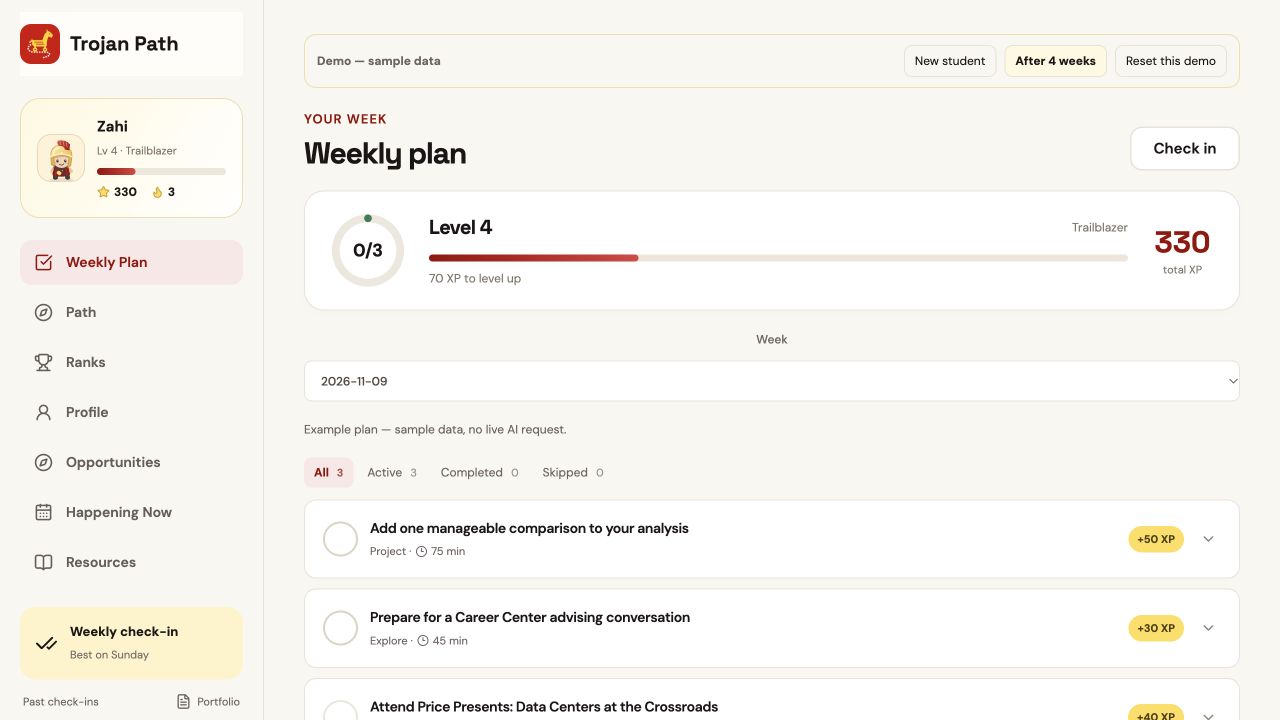 Trojan Path
Zahi
Lv 4 · Trailblazer
330 3
Weekly Plan
Path
Ranks
Profile
Opportunities
Happening Now
Resources
Weekly check-in
Best on Sunday
Past check-ins Portfolio
Demo — sample data New student After 4 weeks Reset this demo
YOUR WEEK
Weekly plan
Check in
0/3
Level 4 Trailblazer
70 XP to level up
330
total XP
Week
2026-11-09
Example plan — sample data, no live AI request.
All 3 Active 3 Completed 0 Skipped 0
Add one manageable comparison to your analysis
Project · 75 min
+50 XP
Prepare for a Career Center advising conversation
Explore · 45 min
+30 XP
Attend Price Presents: Data Centers at the Crossroads
+40 XP